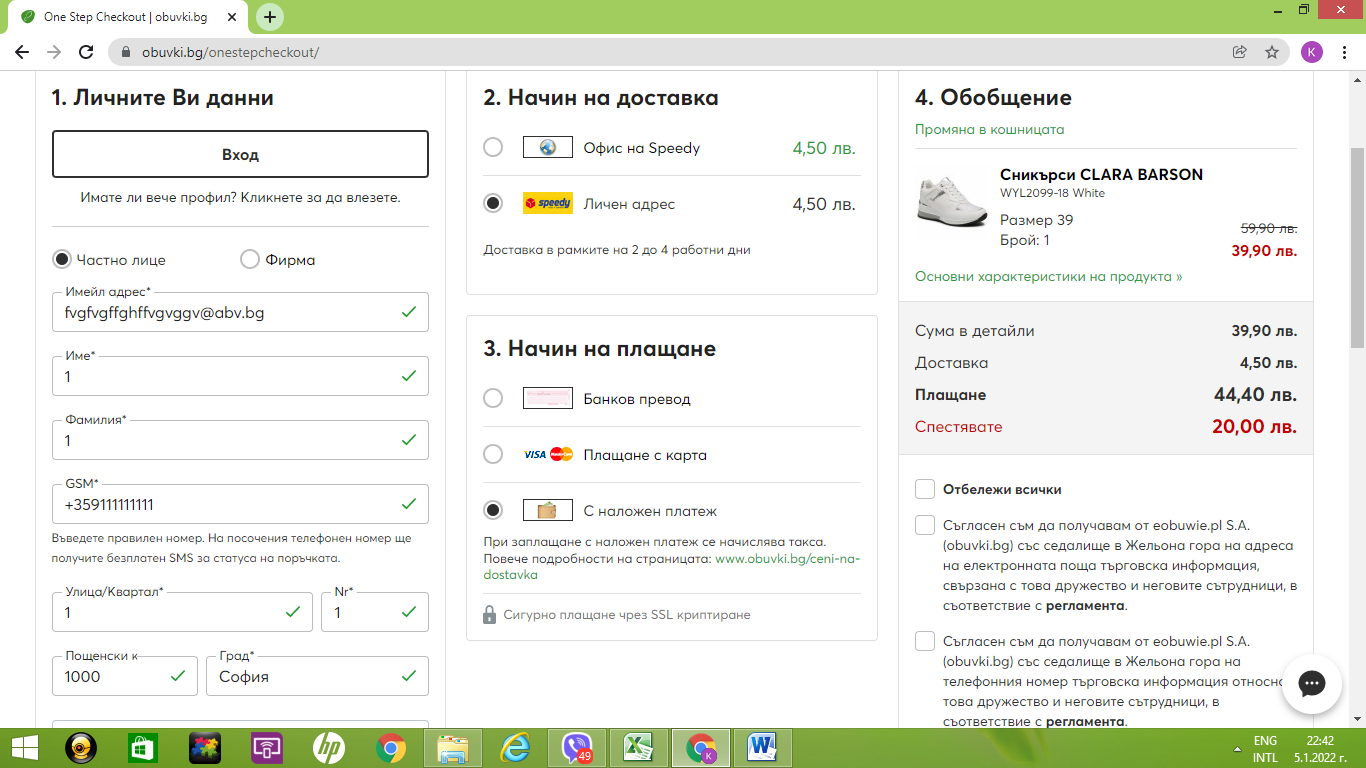 One Step Checkout | obuvki.bg
obuvki.bg/onestepcheckout/
K
1. Личните Ви данни
Вход
Имате ли вече профил? Кликнете за да влезете.
Частно лице
Фирма
Имейл адрес*
fvgfvgffghffvgvggv@abv.bg
Име*
1
Фамилия*
1
GSM*
+359111111111
Въведете правилен номер. На посочения телефонен номер ще
получите безплатен SMS за статуса на поръчката.
Улица/Квартал*
1
Nr*
1
Пощенски к
1000
Град*
София
2. Начин на доставка
Офис на Speedy
4,50 лв.
speedy
Личен адрес
4,50 лв.
Доставка в рамките на 2 до 4 работни дни
3. Начин на плащане
Банков превод
VISA MasterCard
Плащане с карта
С наложен платеж
При заплащане с наложен платеж се начислява такса.
Повече подробности на страницата: www.obuvki.bg/ceni-na-
dostavka
Сигурно плащане чрез SSL криптиране
4. Обобщение
Промяна в кошницата
Сникърси CLARA BARSON
WYL2099-18 White
Размер 39
Брой: 1
59,90 лв.
39,90 лв.
Основни характеристики на продукта »
Сума в детайли
39,90 лв.
Доставка
4,50 лв.
Плащане
44,40 лв.
Спестявате
20,00 лв.
Отбележи всички
Съгласен съм да получавам от eobuwie.pl S.A.
(obuvki.bg) със седалище в Жельона гора на адреса
на електронната поща търговска информация,
свързана с това дружество и неговите сътрудници, в
съответствие с регламента.
Съгласен съм да получавам от eobuwie.pl S.A.
(obuvki.bg) със седалище в Жельона гора на
телефонния номер търговска информация относно
това дружество и неговите сътрудници, в
съответствие с регламента.
hp
49
K
ENG
INTL
22:42
5.1.2022 г.